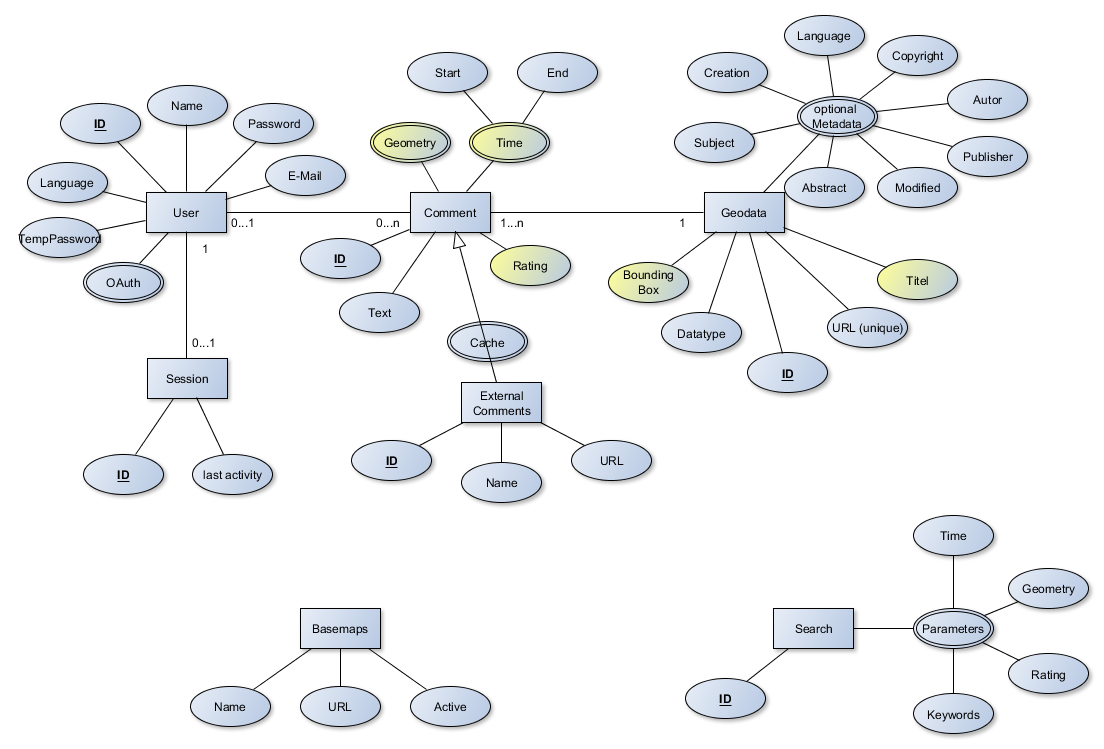 Language
Copyright
Start
End
Creation
Autor
Name
optional
Metadata
ID
Password
Geometry
Time
Subject
Publisher
E-Mail
Language
Abstract
Modified
User
Comment
Geodata
0...1
0...n
1...n
1
TempPassword
1
ID
Rating
Bounding
Box
Titel
OAuth
Text
Datatype
URL (unique)
Cache
0...1
ID
Session
External
Comments
ID
URL
ID
last activity
Name
Time
Geometry
Basemaps
Search
Parameters
Rating
ID
Name
URL
Active
Keywords